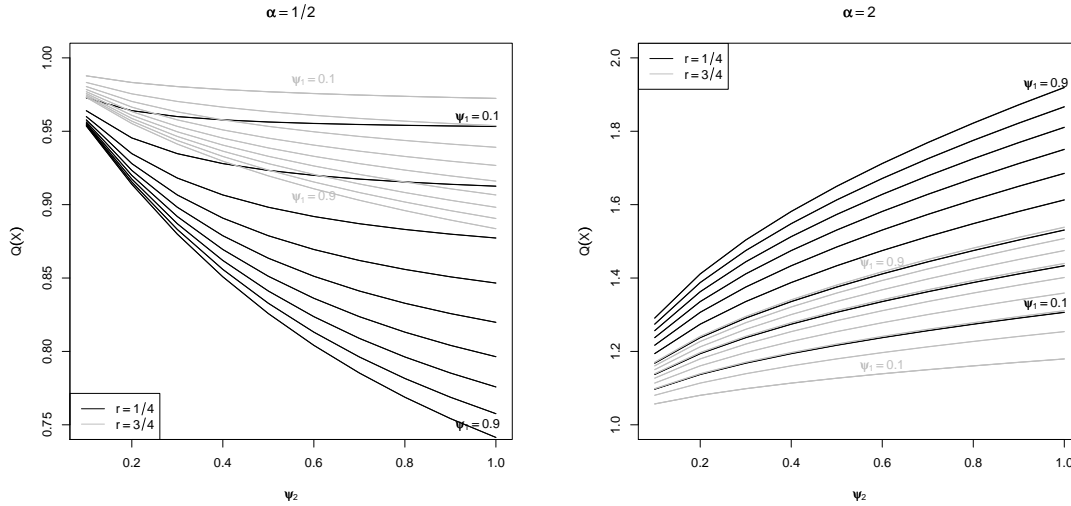 α = 1/2
Q(X)
1.00
0.95
0.90
0.85
0.80
0.75
ψ1 = 0.1
ψ1 = 0.1
ψ1 = 0.9
ψ1 = 0.9
r = 1/4
r = 3/4
0.2 0.4 0.6 0.8 1.0
ψ2
α = 2
Q(X)
2.0
1.8
1.6
1.4
1.2
1.0
r = 1/4
r = 3/4
ψ1 = 0.9
ψ1 = 0.9
ψ1 = 0.1
ψ1 = 0.1
0.2 0.4 0.6 0.8 1.0
ψ2